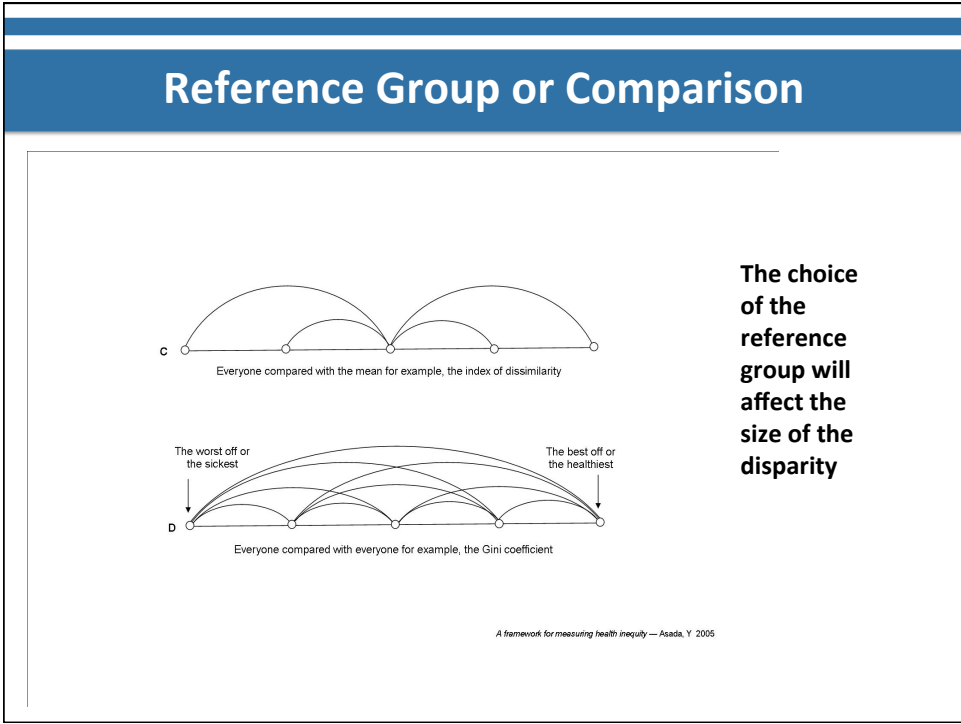 Reference Group or Comparison
The choice
of the
reference
group will
affect the
size of the
disparity
C
Everyone compared with the mean for example, the index of dissimilarity
The worst off or
the sickest
The best off or
the healthiest
D
Everyone compared with everyone for example, the Gini coefficient
A framework for measuring health inequity — Asada, Y 2005